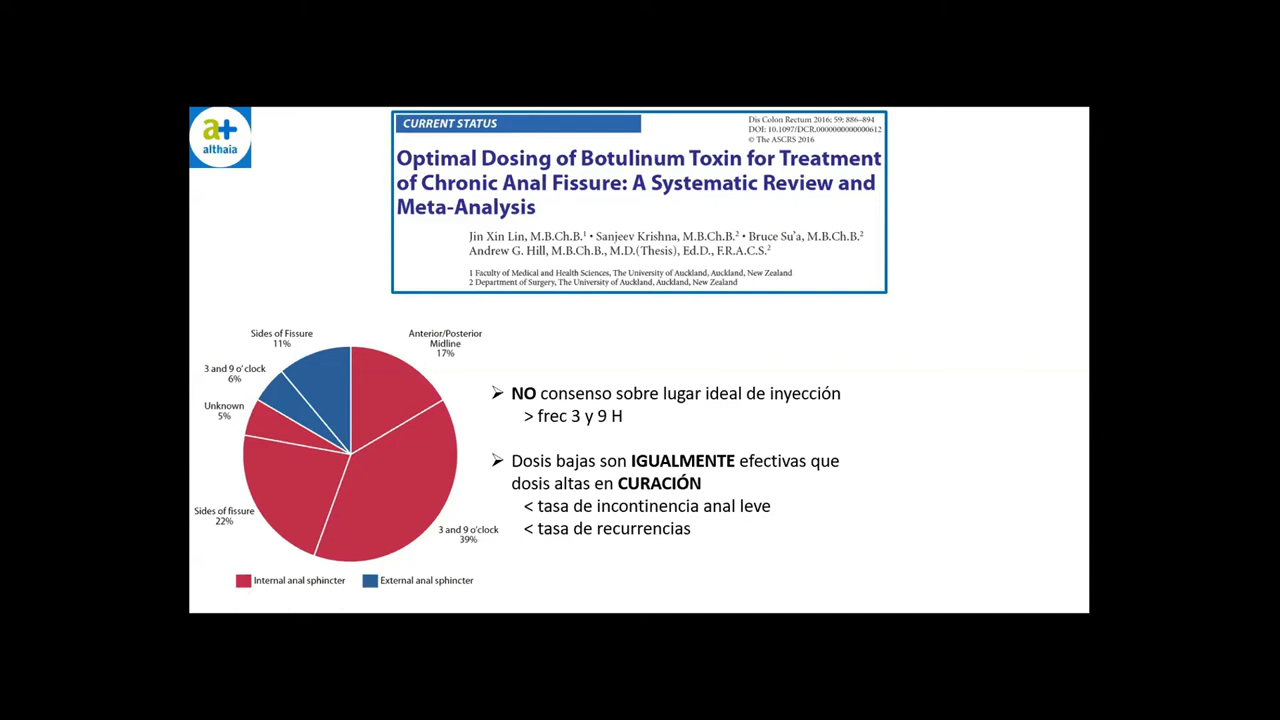 a+
althaia
CURRENT STATUS
Dis Colon Rectum 2016; 59: 886–894
DOI: 10.1097/DCR.0000000000000612
© The ASCRS 2016
Optimal Dosing of Botulinum Toxin for Treatment
of Chronic Anal Fissure: A Systematic Review and
Meta-Analysis
Jin Xin Lin, M.B.Ch.B.1 • Sanjeev Krishna, M.B.Ch.B.2 • Bruce Su'a, M.B.Ch.B.2
Andrew G. Hill, M.B.Ch.B., M.D.(Thesis), Ed.D., F.R.A.C.S.2
1 Faculty of Medical and Health Sciences, The University of Auckland, Auckland, New Zealand
2 Department of Surgery, The University of Auckland, Auckland, New Zealand
Sides of Fissure
11%
Anterior/Posterior
Midline
17%
3 and 9 o'clock
6%
Unknown
5%
Sides of fissure
22%
3 and 9 o'clock
39%
Internal anal sphincter
External anal sphincter
➢ NO consenso sobre lugar ideal de inyección
> frec 3 y 9 H
➢ Dosis bajas son IGUALMENTE efectivas que
dosis altas en CURACIÓN
< tasa de incontinencia anal leve
< tasa de recurrencias